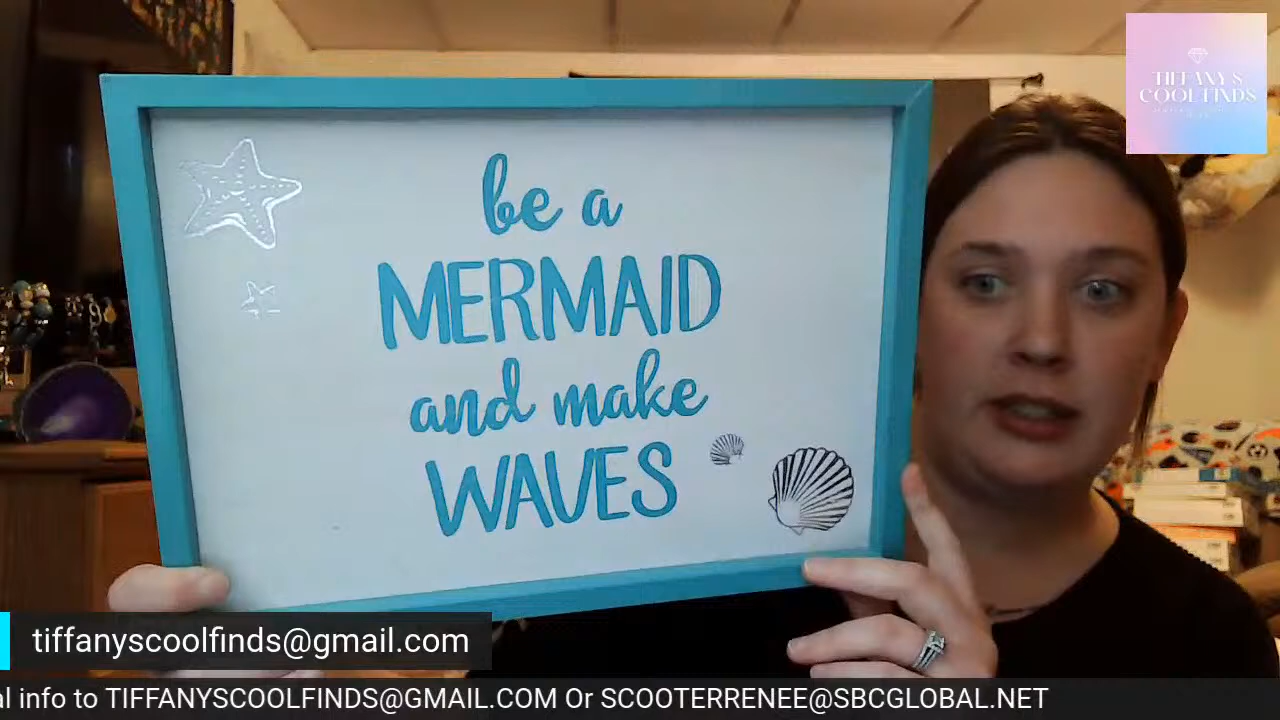 TIFFANY'S
COOL FINDS
be a
MERMAID
and make
WAVES
tiffanyscoolfinds@gmail.com
al info to TIFFANYSCOOLFINDS@GMAIL.COM Or SCOOTERRENEE@SBCGLOBAL.NET